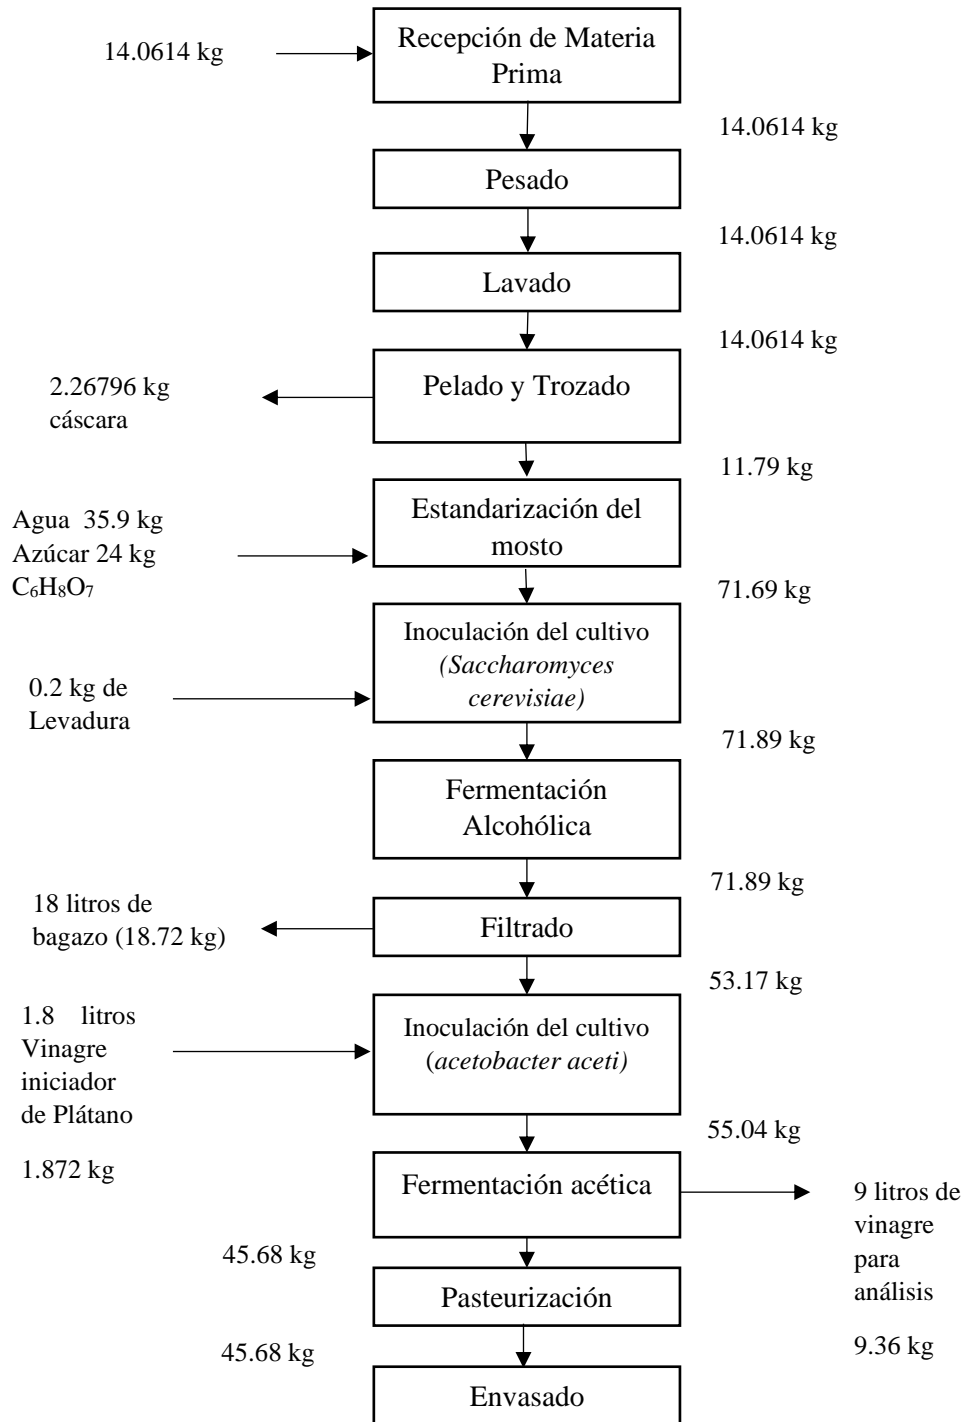 14.0614 kg
Recepción de Materia
Prima
14.0614 kg
Pesado
14.0614 kg
Lavado
14.0614 kg
Pelado y Trozado
2.26796 kg
cáscara
11.79 kg
Estandarización del
mosto
Agua  35.9 kg
Azúcar 24 kg
C₆H₈O₇
71.69 kg
Inoculación del cultivo
(Saccharomyces
cerevisiae)
0.2 kg de
Levadura
71.89 kg
Fermentación
Alcohólica
71.89 kg
Filtrado
18 litros de
bagazo (18.72 kg)
53.17 kg
Inoculación del cultivo
(acetobacter aceti)
1.8    litros
Vinagre
iniciador
de Plátano
1.872 kg
55.04 kg
Fermentación acética
9 litros de
vinagre
para
análisis
9.36 kg
45.68 kg
Pasteurización
45.68 kg
Envasado